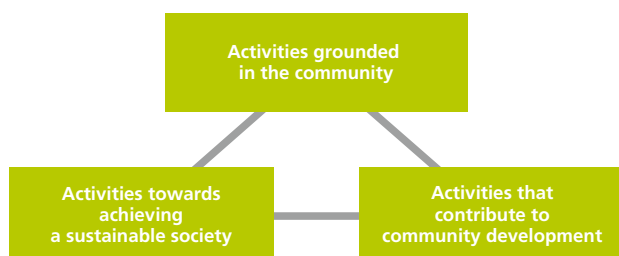 Activities grounded
in the community
Activities towards
achieving
a sustainable society
Activities that
contribute to
community development